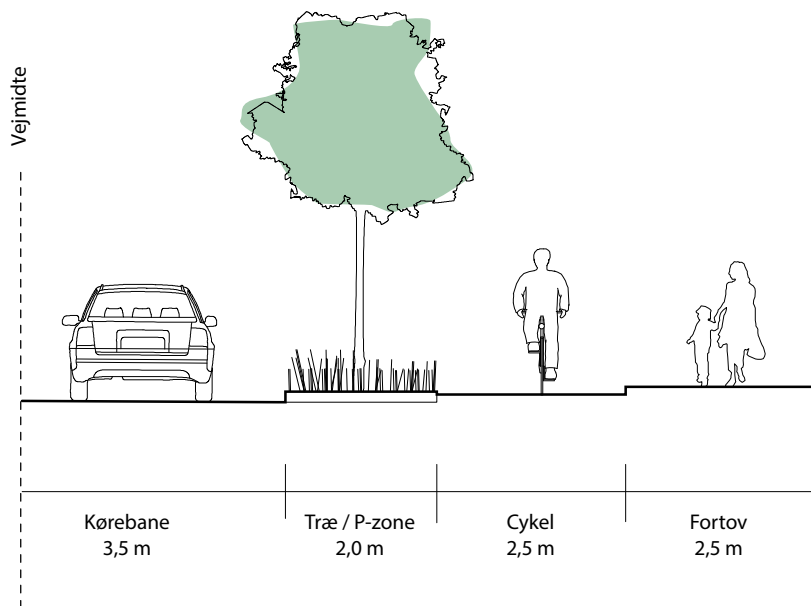 Vejmidte
Kørebane
3,5 m
Træ / P-zone
2,0 m
Cykel
2,5 m
Fortov
2,5 m